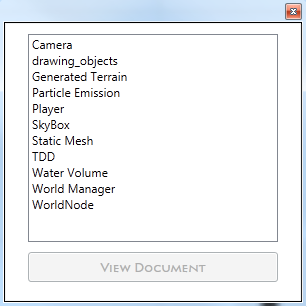 Camera
drawing_objects
Generated Terrain
Particle Emission
Player
SkyBox
Static Mesh
TDD
Water Volume
World Manager
WorldNode
View Document